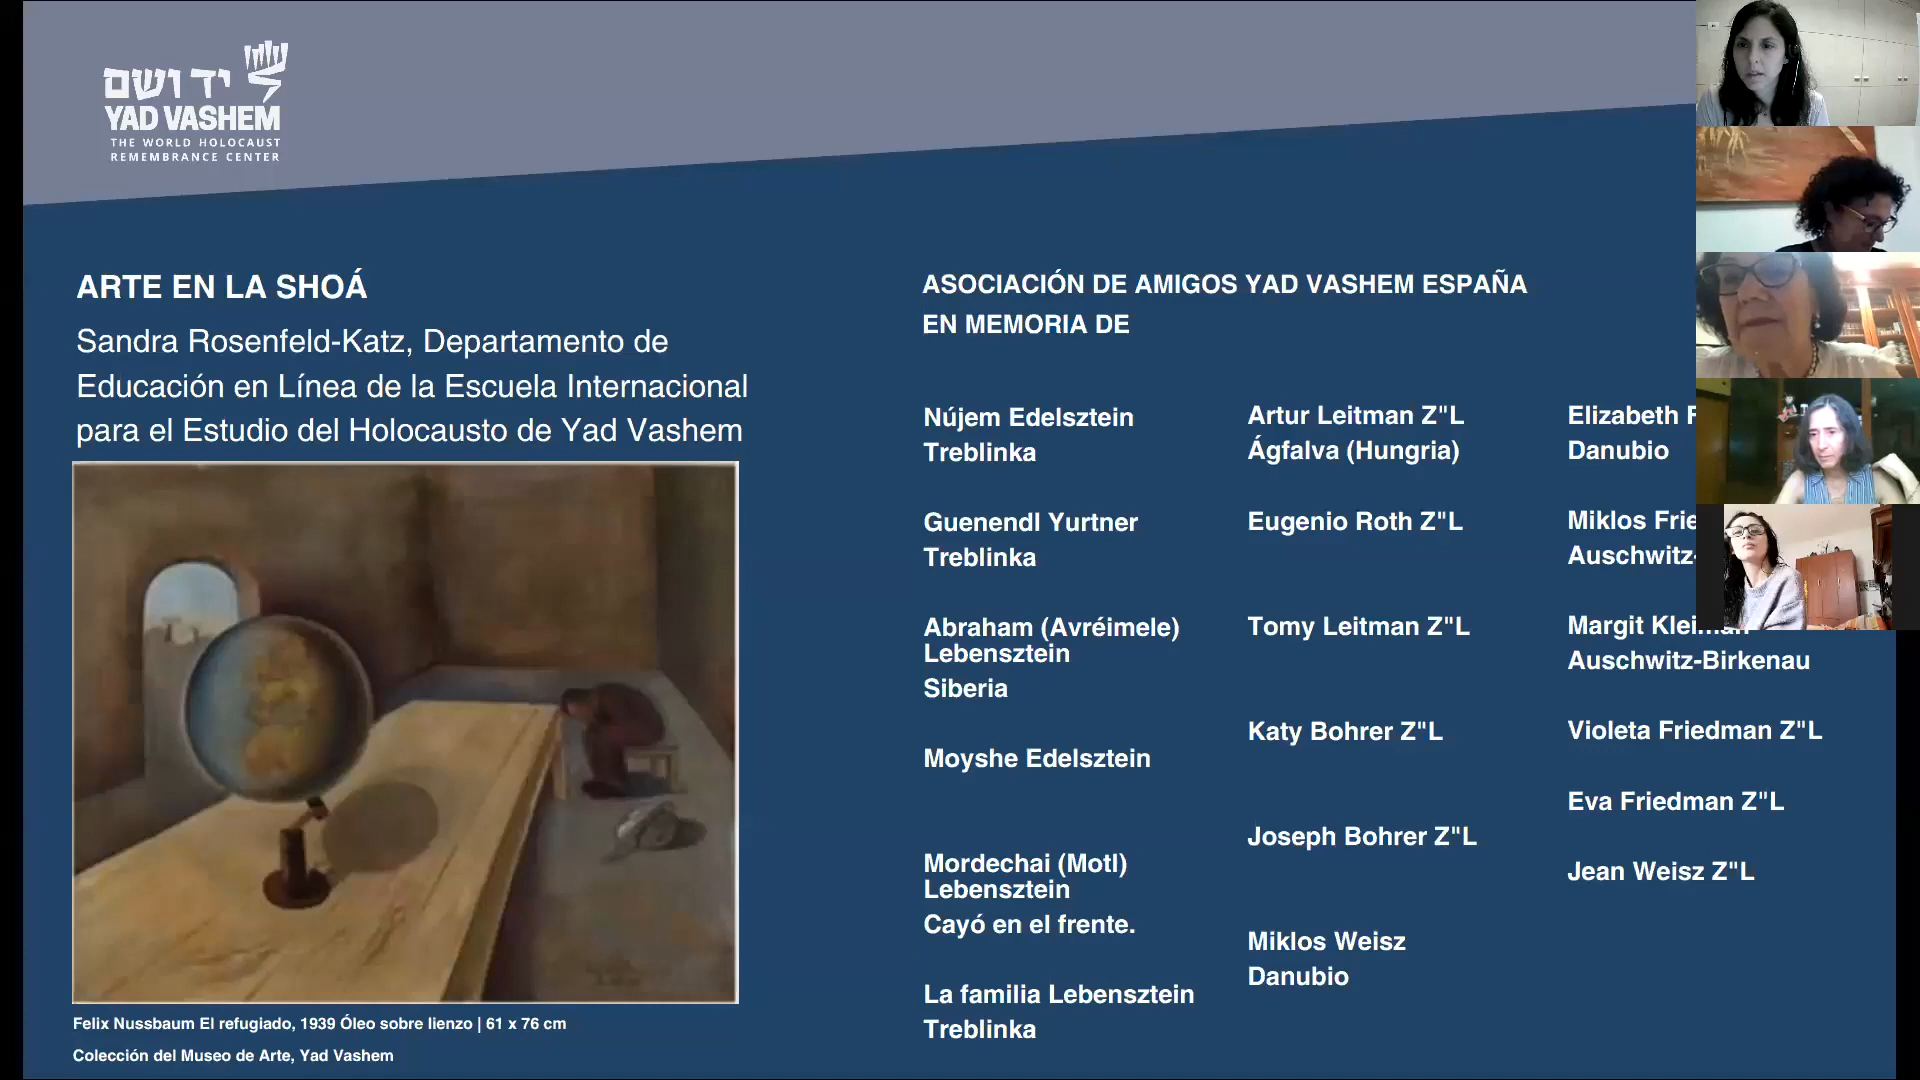 יד ושם
YAD VASHEM
THE WORLD HOLOCAUST
REMEMBRANCE CENTER
ARTE EN LA SHOÁ
Sandra Rosenfeld-Katz, Departamento de
Educación en Línea de la Escuela Internacional
para el Estudio del Holocausto de Yad Vashem
Felix Nussbaum El refugiado, 1939 Óleo sobre lienzo | 61 x 76 cm
Colección del Museo de Arte, Yad Vashem
ASOCIACIÓN DE AMIGOS YAD VASHEM ESPAÑA
EN MEMORIA DE
Nújem Edelsztein
Treblinka
Guenendl Yurtner
Treblinka
Abraham (Avréimele)
Lebensztein
Siberia
Moyshe Edelsztein
Mordechai (Motl)
Lebensztein
Cayó en el frente.
La familia Lebensztein
Treblinka
Artur Leitman Z"L
Ágfalva (Hungria)
Eugenio Roth Z"L
Tomy Leitman Z"L
Katy Bohrer Z"L
Joseph Bohrer Z"L
Miklos Weisz
Danubio
Elizabeth
Danubio
Miklos
Auschwitz-
Margit
Auschwitz-Birkenau
Violeta Friedman Z"L
Eva Friedman Z"L
Jean Weisz Z"L